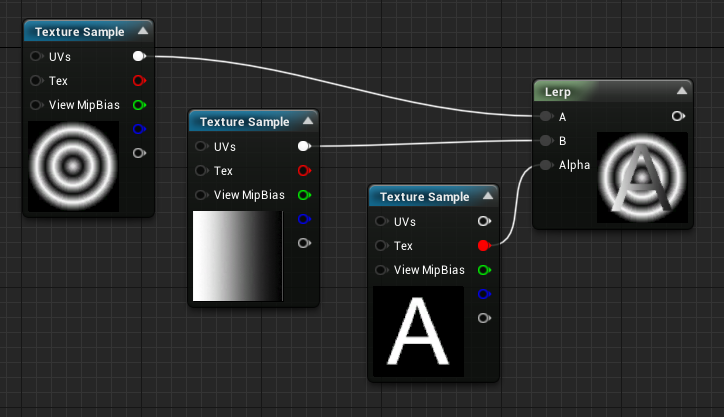 Texture Sample
UVs
Tex
View MipBias
Texture Sample
UVs
Tex
View MipBias
Texture Sample
UVs
Tex
View MipBias
A
Lerp
A
B
Alpha
A